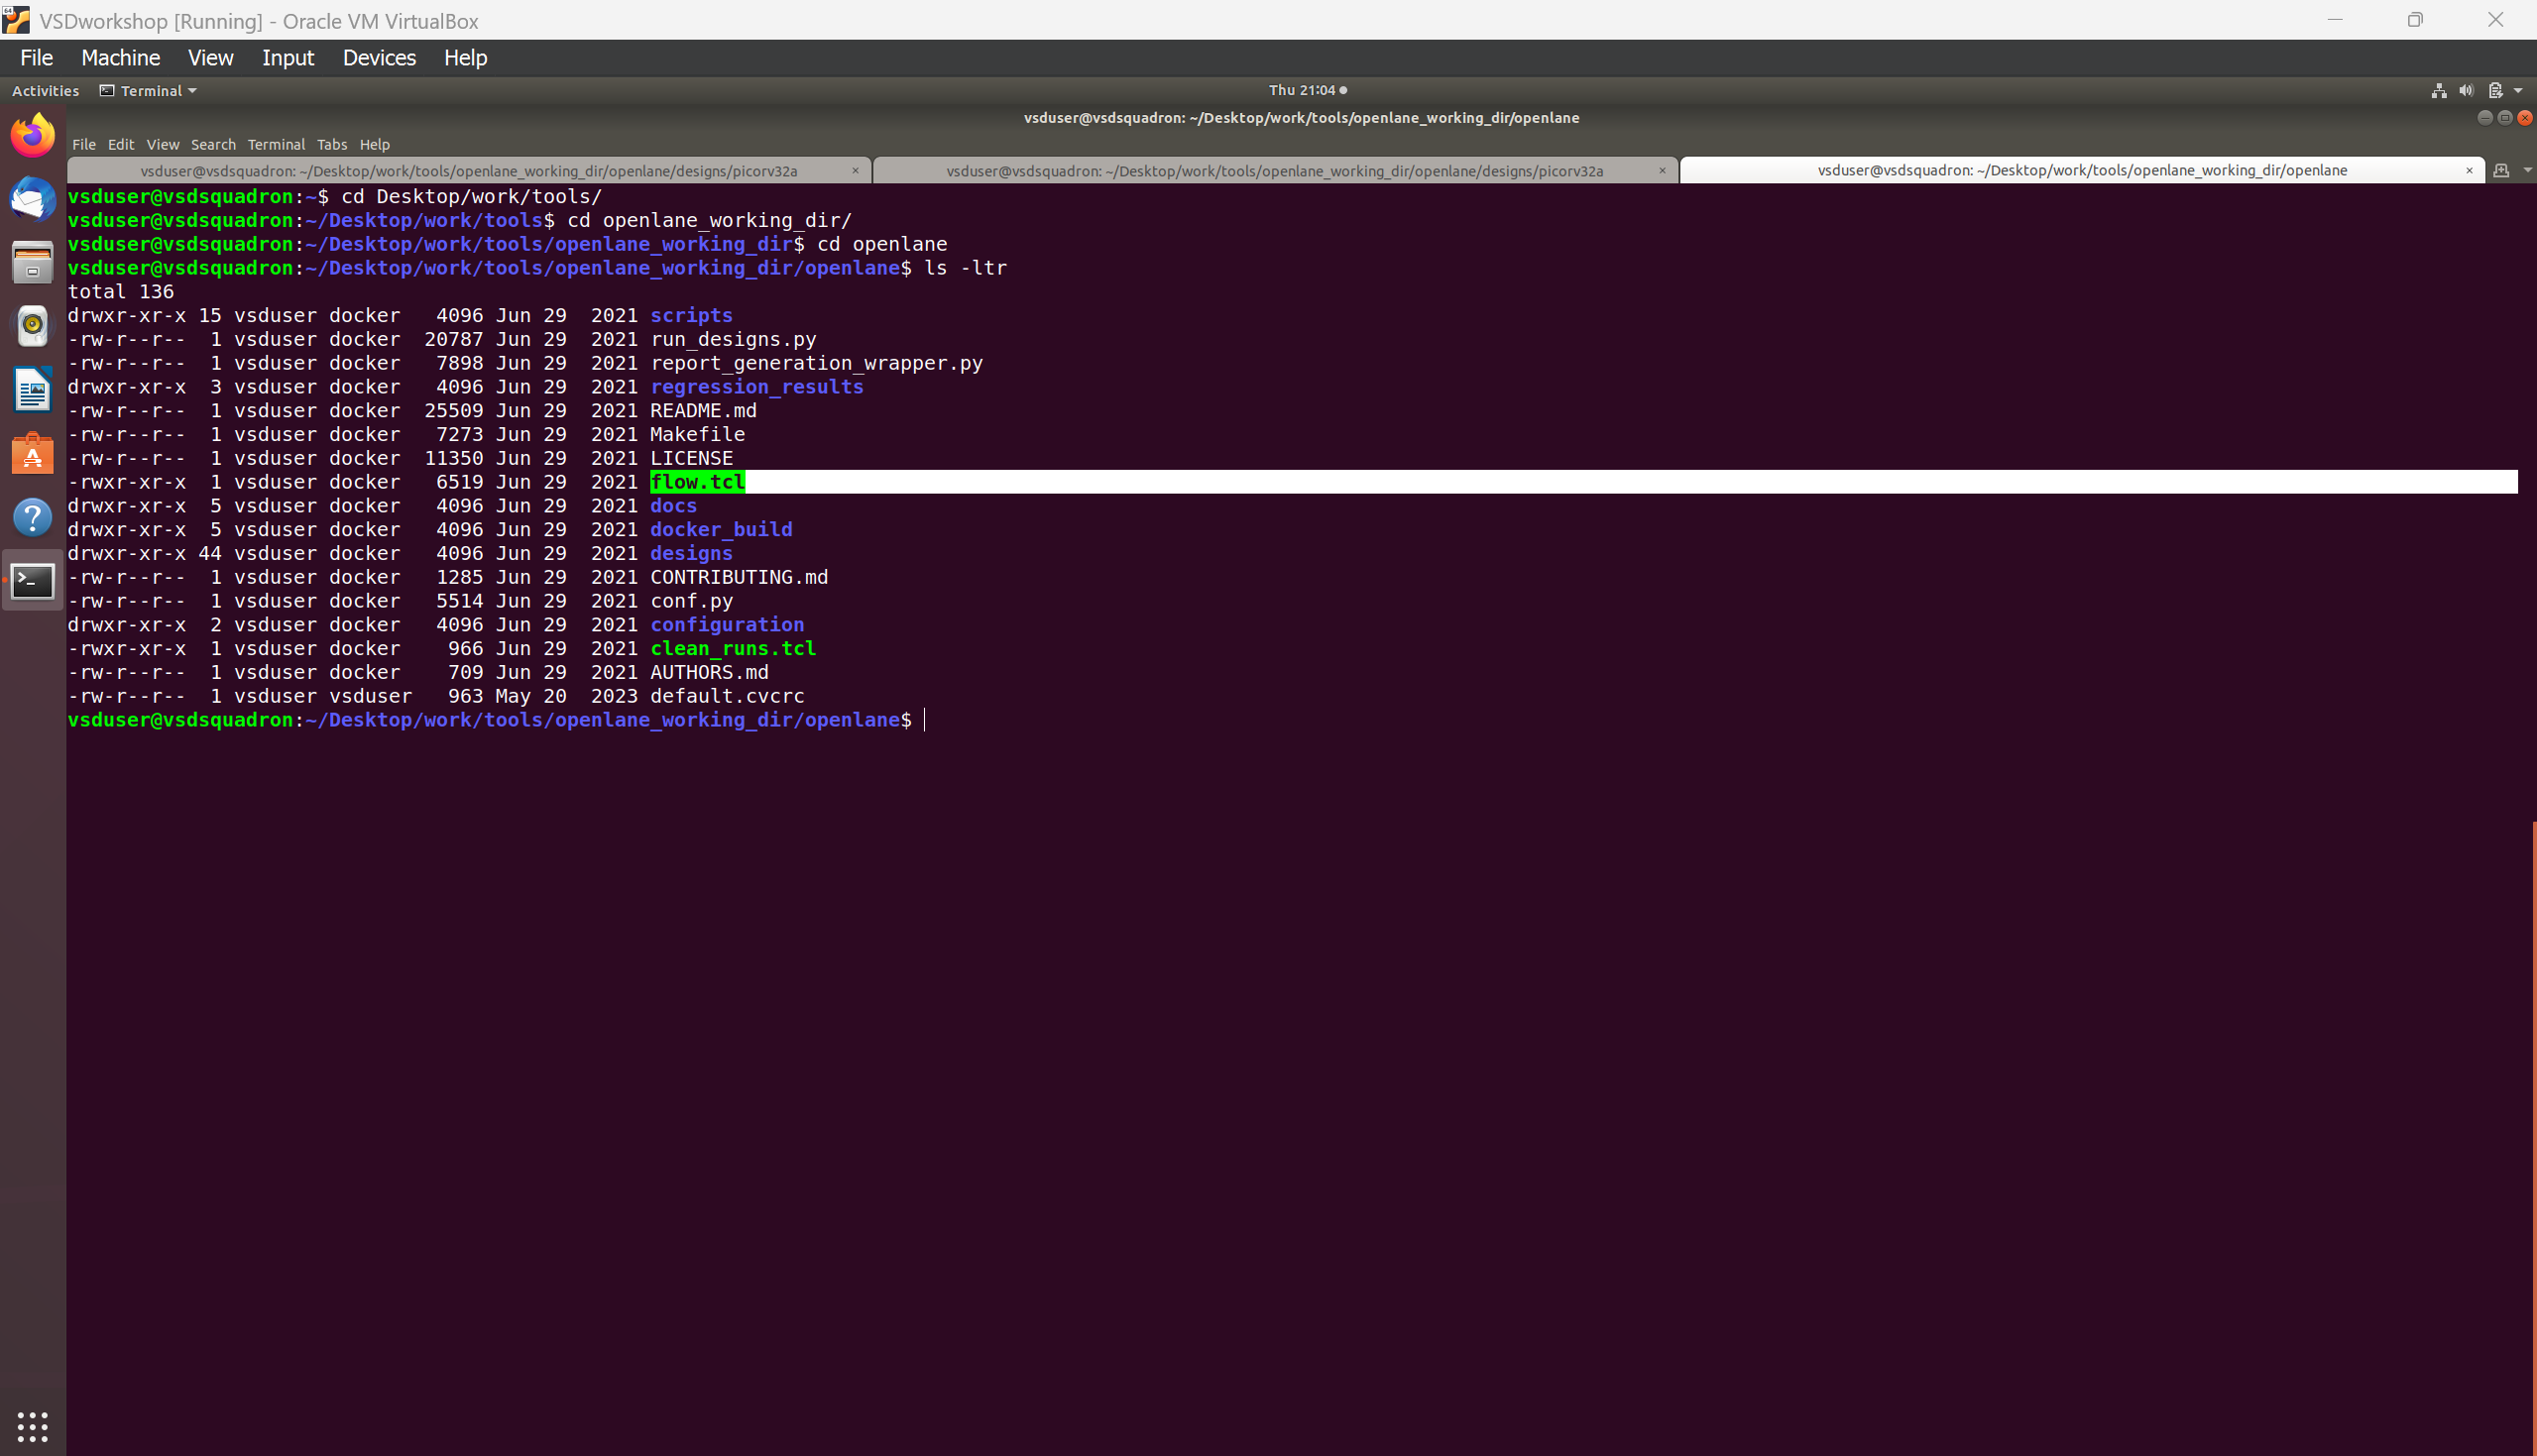 64
VSDworkshop [Running] - Oracle VM VirtualBox
File Machine View Input Devices Help
Activities Terminal Thu 21:04
vsduser@vsdsquadron: ~/Desktop/work/tools/openlane_working_dir/openlane
File Edit View Search Terminal Tabs Help
vsduser@vsdsquadron: ~/Desktop/work/tools/openlane_working_dir/openlane/designs/picorv32a × vsduser@vsdsquadron: ~/Desktop/work/tools/openlane_working_dir/openlane/designs/picorv32a × vsduser@vsdsquadron: ~/Desktop/work/tools/openlane_working_dir/openlane ×
vsduser@vsdsquadron:~$ cd Desktop/work/tools/
vsduser@vsdsquadron:~/Desktop/work/tools$ cd openlane_working_dir/
vsduser@vsdsquadron:~/Desktop/work/tools/openlane_working_dir$ cd openlane
vsduser@vsdsquadron:~/Desktop/work/tools/openlane_working_dir/openlane$ ls -ltr
total 136
drwxr-xr-x 15 vsduser docker   4096 Jun 29  2021 scripts
-rw-r--r--  1 vsduser docker  20787 Jun 29  2021 run_designs.py
-rw-r--r--  1 vsduser docker   7898 Jun 29  2021 report_generation_wrapper.py
drwxr-xr-x  3 vsduser docker   4096 Jun 29  2021 regression_results
-rw-r--r--  1 vsduser docker  25509 Jun 29  2021 README.md
-rw-r--r--  1 vsduser docker   7273 Jun 29  2021 Makefile
-rw-r--r--  1 vsduser docker  11350 Jun 29  2021 LICENSE
-rwxr-xr-x  1 vsduser docker   6519 Jun 29  2021 flow.tcl
drwxr-xr-x  5 vsduser docker   4096 Jun 29  2021 docs
drwxr-xr-x  5 vsduser docker   4096 Jun 29  2021 docker_build
drwxr-xr-x 44 vsduser docker   4096 Jun 29  2021 designs
-rw-r--r--  1 vsduser docker   1285 Jun 29  2021 CONTRIBUTING.md
-rw-r--r--  1 vsduser docker   5514 Jun 29  2021 conf.py
drwxr-xr-x  2 vsduser docker   4096 Jun 29  2021 configuration
-rwxr-xr-x  1 vsduser docker    966 Jun 29  2021 clean_runs.tcl
-rw-r--r--  1 vsduser docker    709 Jun 29  2021 AUTHORS.md
-rw-r--r--  1 vsduser vsduser   963 May 20  2023 default.cvcrc
vsduser@vsdsquadron:~/Desktop/work/tools/openlane_working_dir/openlane$